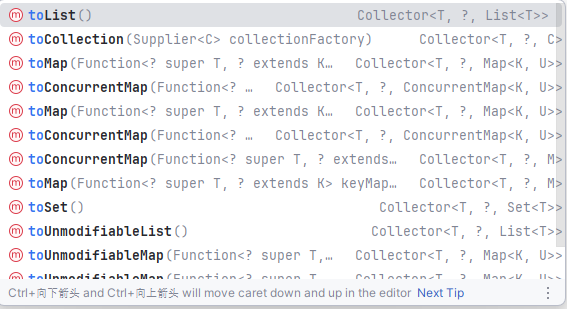 toList() Collector<T, ?, List<T>>
toCollection(Supplier<C> collectionFactory) Collector<T, ?, C>
toMap(Function<? super T, ? extends K… Collector<T, ?, Map<K, U>>
toConcurrentMap(Function<? … Collector<T, ?, ConcurrentMap<K, U>>
toMap(Function<? super T, ? extends K… Collector<T, ?, Map<K, U>>
toConcurrentMap(Function<? … Collector<T, ?, ConcurrentMap<K, U>>
toConcurrentMap(Function<? super T, ? extends… Collector<T, ?, M>
toMap(Function<? super T, ? extends K> keyMap… Collector<T, ?, M>
toSet() Collector<T, ?, Set<T>>
toUnmodifiableList() Collector<T, ?, List<T>>
toUnmodifiableMap(Function<? super T,… Collector<T, ?, Map<K, U>>
toUnmodifiableMap(Function<? super T… Collector<T, ?, Map<K, U>>
Ctrl+向下箭头 and Ctrl+向上箭头 will move caret down and up in the editor Next Tip